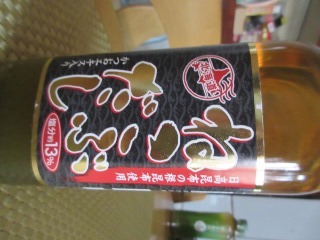 日高昆布の根昆布使用
ねこぶだし
かつおエキス入り
塩分約13%